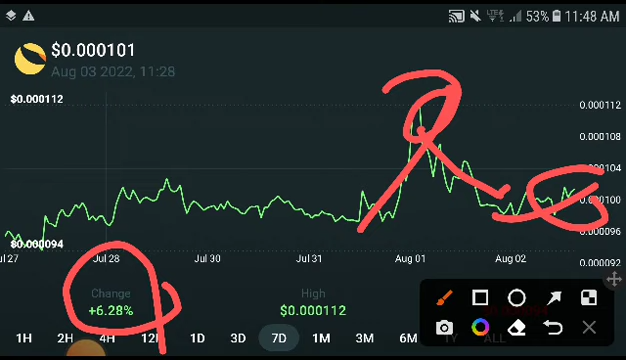 53% 11:48 AM
$0.000101
Aug 03 2022, 11:28
$0.000112 0.000112
0.000108
0.000104
0.000100
0.000096
$0.000094
0.000092
Jul 28 Jul 30 Jul 31 Aug 01 Aug 02
Change High
+6.28% $0.000112
1H 2H 4H 1D 3D 7D 1M 3M 6M 1Y ALL